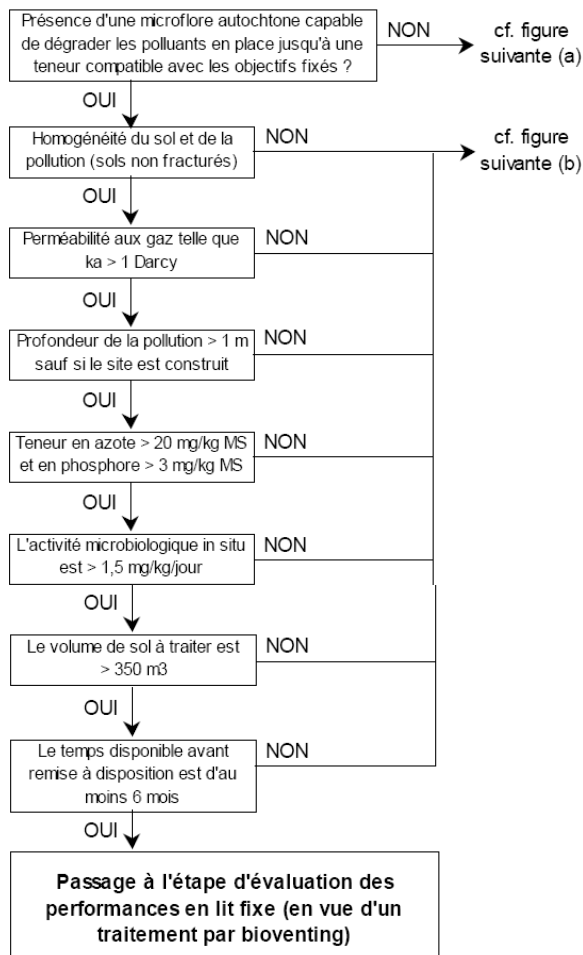 Présence d'une microflore autochtone capable
de dégrader les polluants en place jusqu'à une
teneur compatible avec les objectifs fixés ?
NON
cf. figure
suivante (a)
OUI
Homogénéité du sol et de la
pollution (sols non fracturés)
NON
cf. figure
suivante (b)
OUI
Perméabilité aux gaz telle que
ka > 1 Darcy
NON
OUI
Profondeur de la pollution > 1 m
sauf si le site est construit
NON
OUI
Teneur en azote > 20 mg/kg MS
et en phosphore > 3 mg/kg MS
NON
OUI
L'activité microbiologique in situ
est > 1,5 mg/kg/jour
NON
OUI
Le volume de sol à traiter est
> 350 m3
NON
OUI
Le temps disponible avant
remise à disposition est d'au
moins 6 mois
NON
OUI
Passage à l'étape d'évaluation des
performances en lit fixe (en vue d'un
traitement par bioventing)